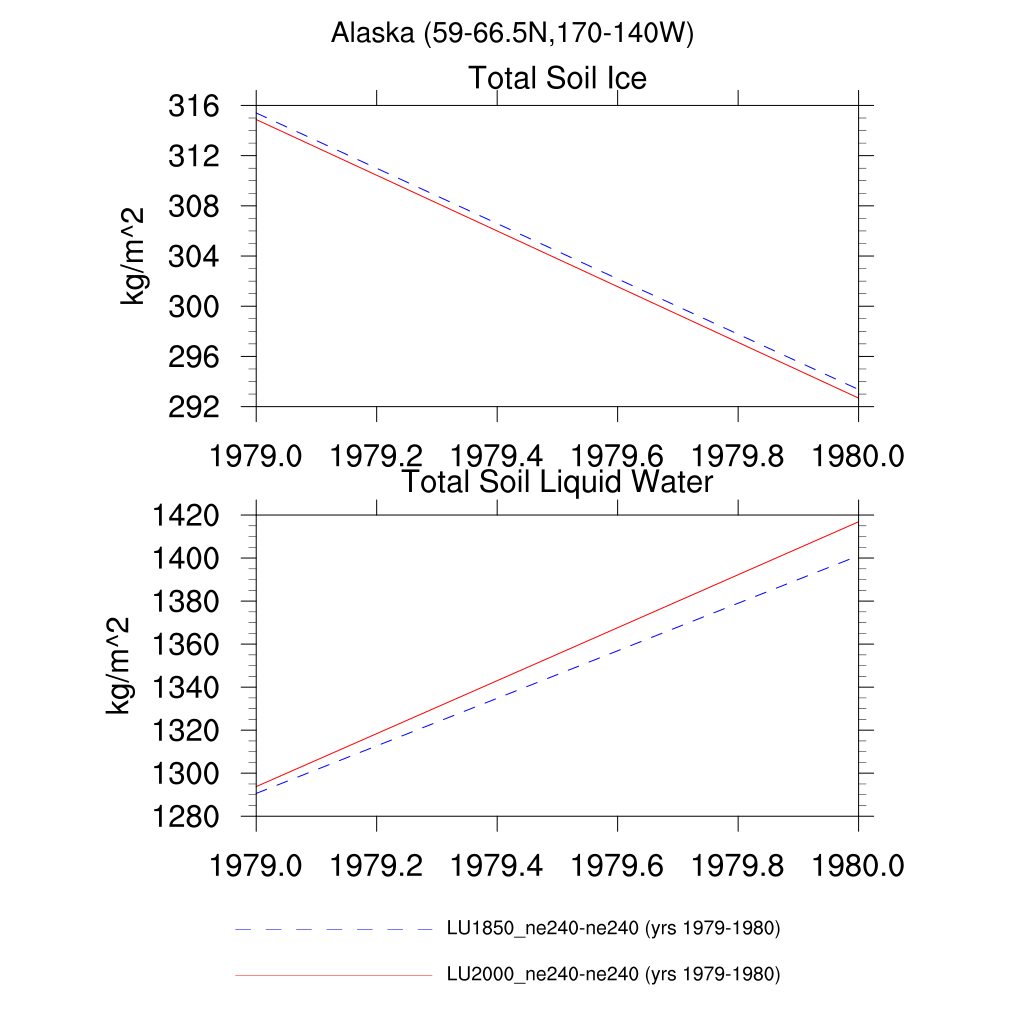 Alaska (59-66.5N,170-140W)
Total Soil Ice
316
312
308
304
300
296
292
kg/m^2
1979.0 1979.2 1979.4 1979.6 1979.8 1980.0
Total Soil Liquid Water
1420
1400
1380
1360
1340
1320
1300
1280
kg/m^2
1979.0 1979.2 1979.4 1979.6 1979.8 1980.0
LU1850_ne240-ne240 (yrs 1979-1980)
LU2000_ne240-ne240 (yrs 1979-1980)